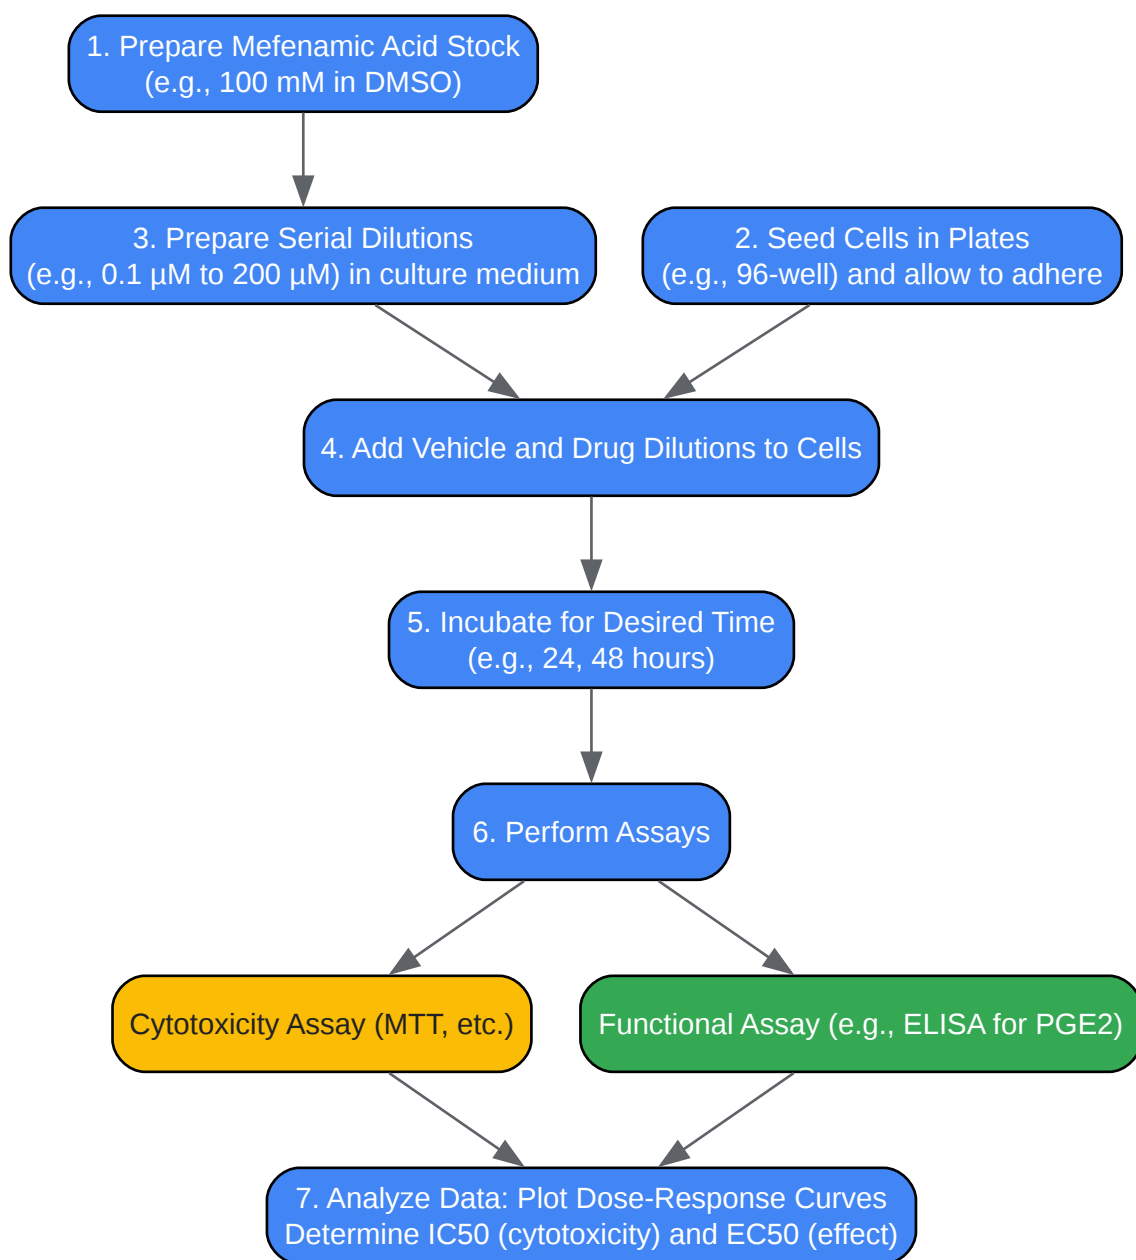 1. Prepare Mefenamic Acid Stock
(e.g., 100 mM in DMSO)
3. Prepare Serial Dilutions
(e.g., 0.1 µM to 200 µM) in culture medium
2. Seed Cells in Plates
(e.g., 96-well) and allow to adhere
4. Add Vehicle and Drug Dilutions to Cells
5. Incubate for Desired Time
(e.g., 24, 48 hours)
6. Perform Assays
Cytotoxicity Assay (MTT, etc.)
Functional Assay (e.g., ELISA for PGE2)
7. Analyze Data: Plot Dose-Response Curves
Determine IC50 (cytotoxicity) and EC50 (effect)